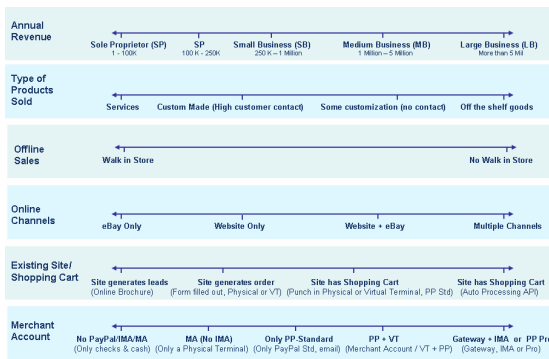 Annual
Revenue
Sole Proprietor (SP) SP Small Business (SB) Medium Business (MB) Large Business (LB)
1 - 100K 100 K - 250K 250 K – 1 Million 1 Million – 5 Million More than 5 Mil
Type of
Products
Sold
Services Custom Made (High customer contact) Some customization (no contact) Off the shelf goods
Offline
Sales
Walk in Store No Walk in Store
Online
Channels
eBay Only Website Only Website + eBay Multiple Channels
Existing Site/
Shopping Cart
Site generates leads Site generates order Site has Shopping Cart Site has Shopping Cart
(Online Brochure) (Form filled out, Physical or VT) (Punch in Physical or Virtual Terminal, PP Std) (Auto Processing API)
Merchant
Account
No PayPal/IMA/MA MA (No IMA) Only PP-Standard PP + VT Gateway + IMA or PP Pro
(Only checks & cash) (Only a Physical Terminal) (Only PayPal Std, email) (Merchant Account / VT + PP) (Gateway, IMA or Pro)